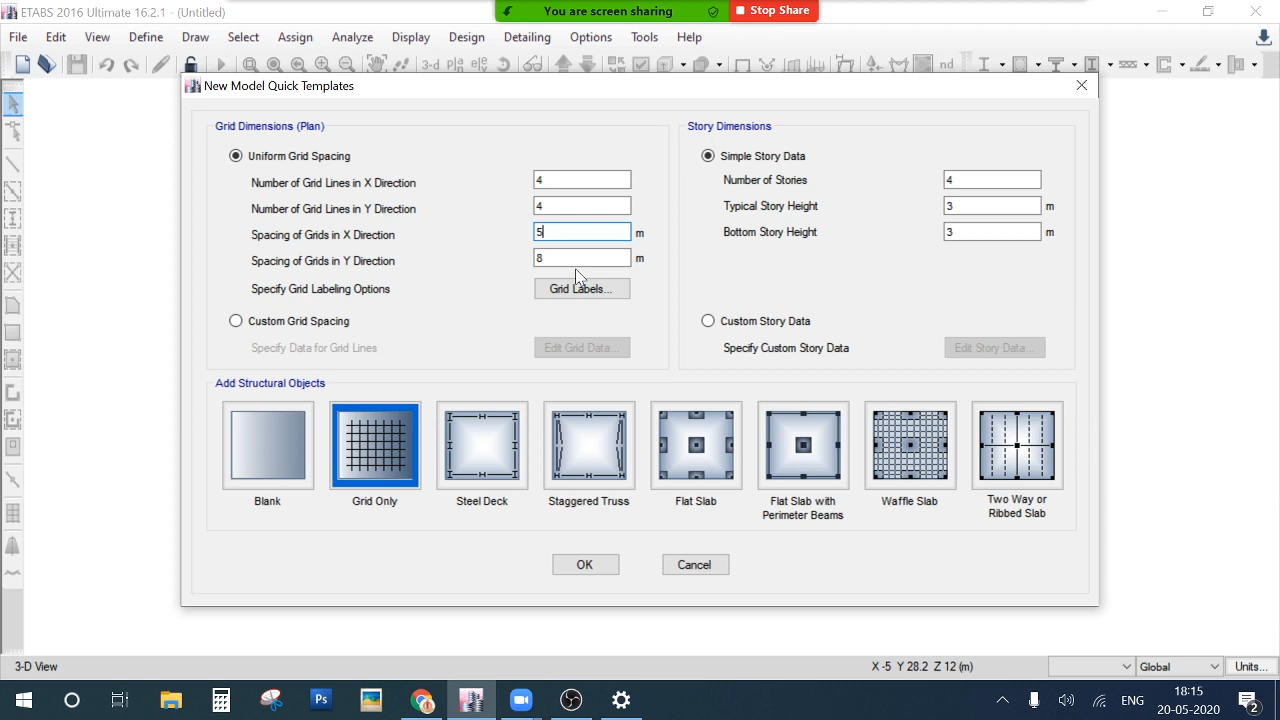 ETABS 2016 Ultimate 16.2.1 - (Untitled)
You are screen sharing
Stop Share
File Edit View Define Draw Select Assign Analyze Display Design Detailing Options Tools Help
3-d
nd
New Model Quick Templates
Grid Dimensions (Plan)
Uniform Grid Spacing
Number of Grid Lines in X Direction 4
Number of Grid Lines in Y Direction 4
Spacing of Grids in X Direction 5 m
Spacing of Grids in Y Direction 8 m
Specify Grid Labeling Options Grid Labels...
Custom Grid Spacing
Specify Data for Grid Lines Edit Grid Data...
Story Dimensions
Simple Story Data
Number of Stories 4
Typical Story Height 3 m
Bottom Story Height 3 m
Custom Story Data
Specify Custom Story Data Edit Story Data...
Add Structural Objects
Blank
Grid Only
Steel Deck
Staggered Truss
Flat Slab
Flat Slab with
Perimeter Beams
Waffle Slab
Two Way or
Ribbed Slab
OK Cancel
3-D View X -5 Y 28.2 Z 12 (m) Global Units...
Ps
ENG
18:15
20-05-2020
2